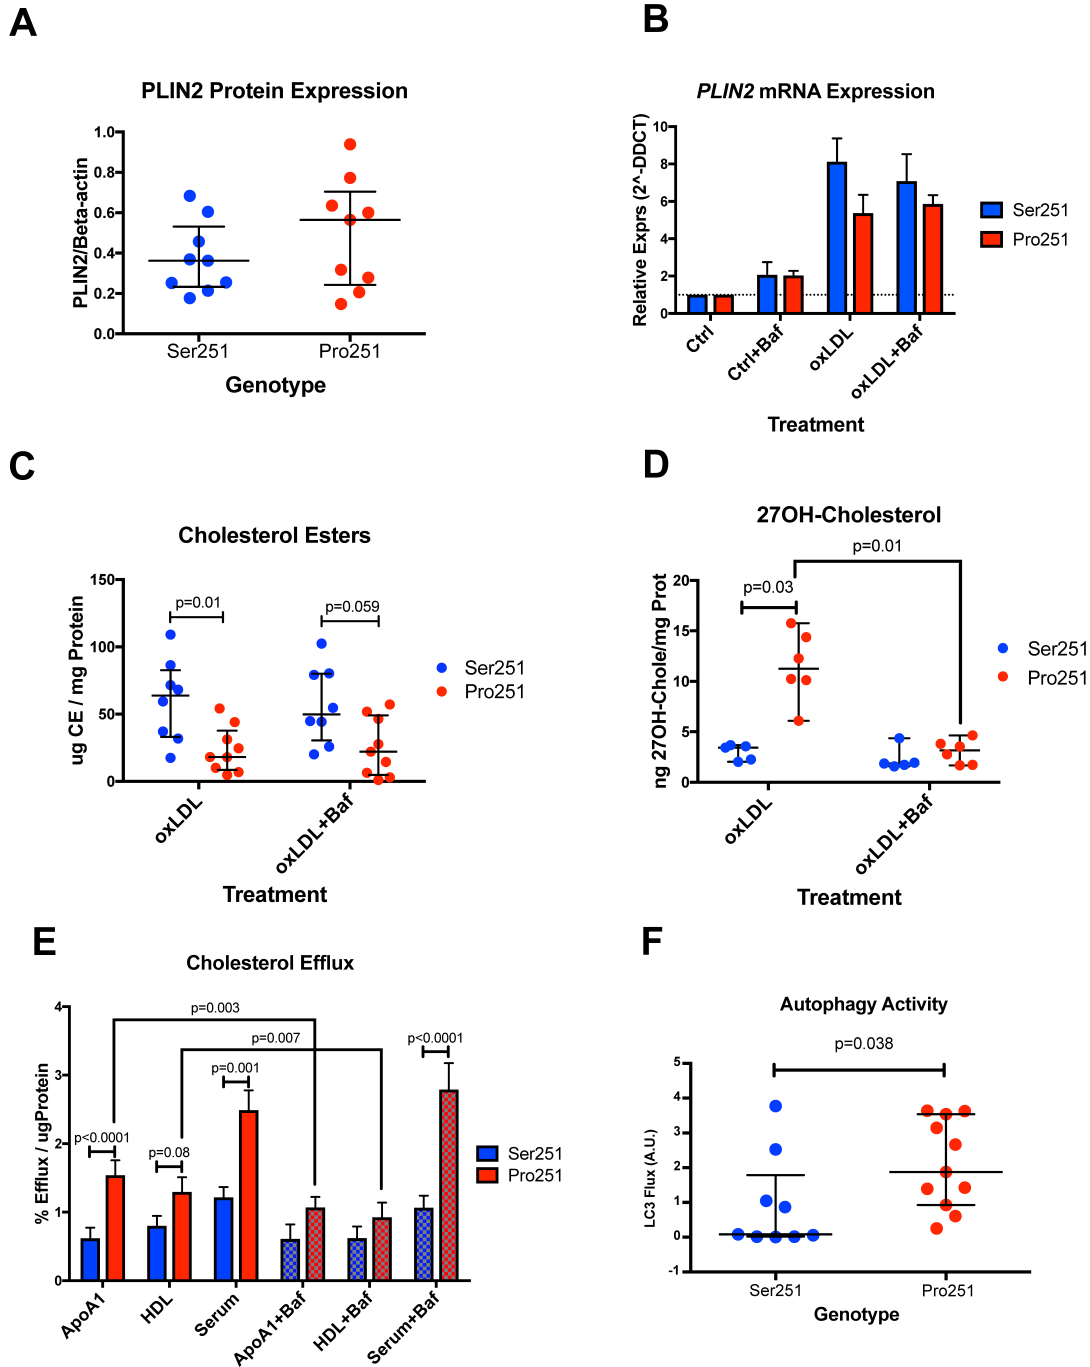 A
PLIN2 Protein Expression
PLIN2/Beta-actin
1.0
0.8
0.6
0.4
0.2
0.0
Ser251
Pro251
Genotype
B
PLIN2 mRNA Expression
Relative Exprs (2^-DDCT)
10
8
6
4
2
0
Ctrl
Ctrl+Baf
oxLDL
oxLDL+Baf
Treatment
Ser251
Pro251
C
Cholesterol Esters
ug CE / mg Protein
150
100
50
0
p=0.01
p=0.059
oxLDL
oxLDL+Baf
Treatment
Ser251
Pro251
D
27OH-Cholesterol
ng 27OH-Chole/mg Prot
20
15
10
5
0
p=0.01
p=0.03
oxLDL
oxLDL+Baf
Treatment
Ser251
Pro251
E
Cholesterol Efflux
% Efflux / ugProtein
4
3
2
1
0
p=0.003
p=0.007
p<0.0001
p=0.001
p<0.0001
p=0.08
ApoA1
HDL
Serum
ApoA1+Baf
HDL+Baf
Serum+Baf
Ser251
Pro251
F
Autophagy Activity
p=0.038
LC3 Flux (A.U.)
5
4
3
2
1
0
-1
Ser251
Pro251
Genotype